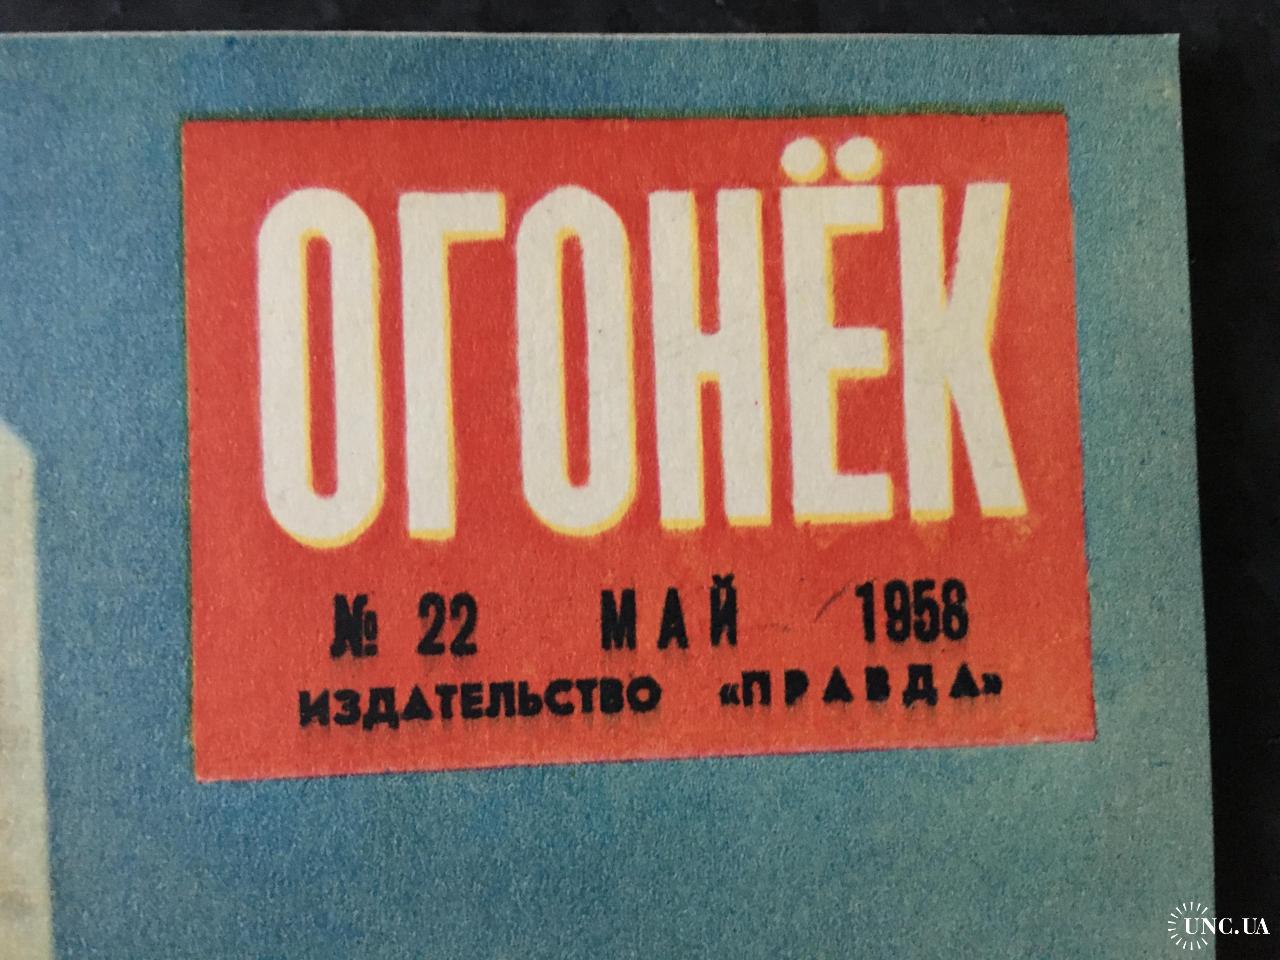 ОГОНЁК
№ 22 МАЙ 1958
ИЗДАТЕЛЬСТВО «ПРАВДА»
UNC.UA